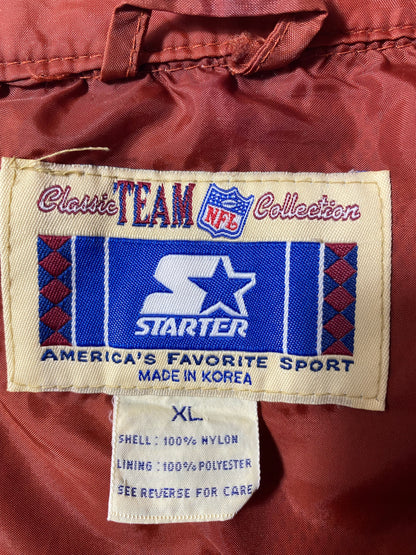 Classic TEAM NFL Collection
STARTER
AMERICA'S FAVORITE SPORT
MADE IN KOREA
XL
SHELL : 100% NYLON
LINING : 100% POLYESTER
SEE REVERSE FOR CARE